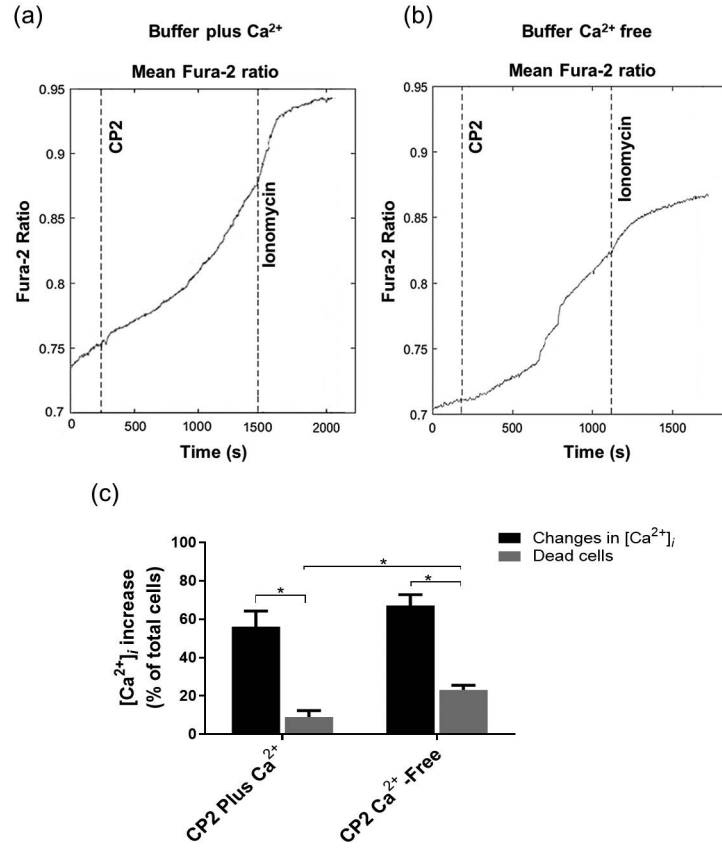 (a)
Buffer plus Ca²⁺
Mean Fura-2 ratio
0.95
0.9
0.85
0.8
0.75
0.7
Fura-2 Ratio
CP2
Ionomycin
0
500
1000
1500
2000
Time (s)
(b)
Buffer Ca²⁺ free
Mean Fura-2 ratio
0.95
0.9
0.85
0.8
0.75
0.7
Fura-2 Ratio
CP2
Ionomycin
0
500
1000
1500
Time (s)
(c)
[Ca²⁺]i increase
(% of total cells)
100
80
60
40
20
0
*
*
*
Changes in [Ca²⁺]i
Dead cells
CP2 Plus Ca²⁺
CP2 Ca²⁺ -Free